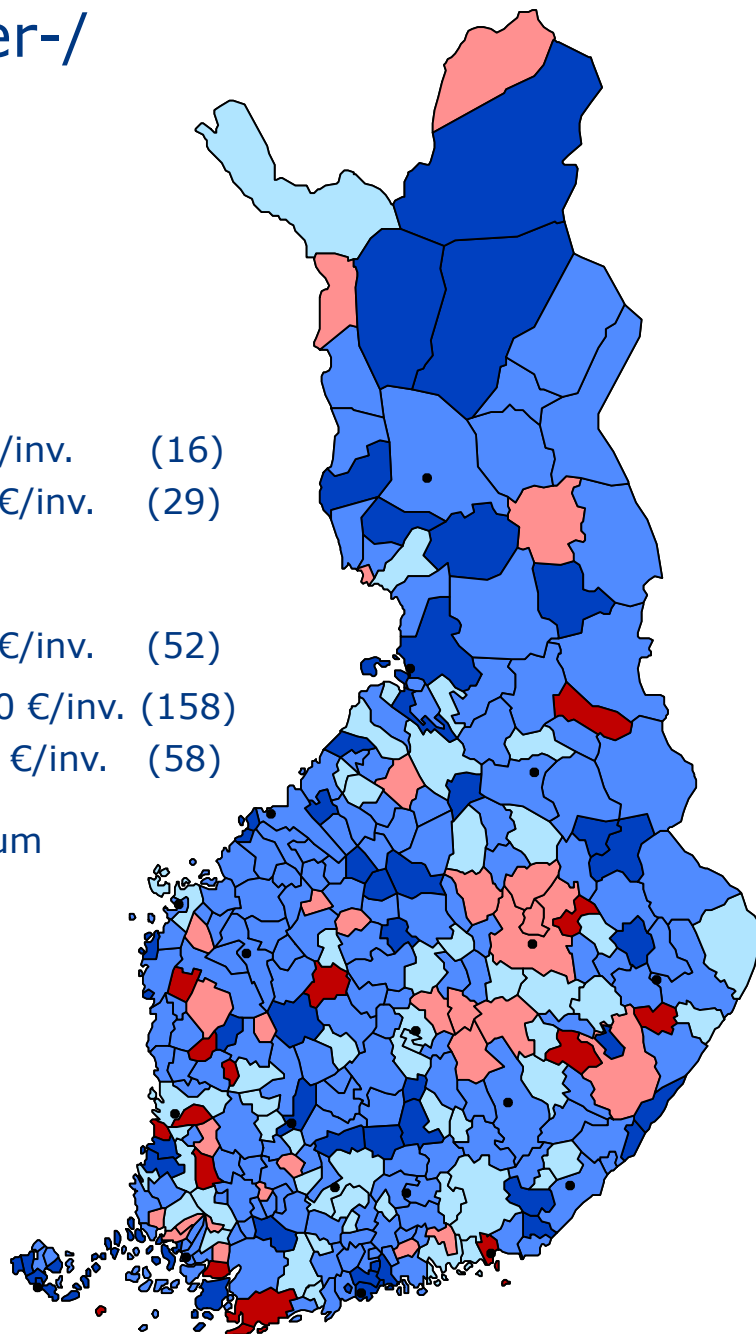 er-/
/inv. (16)
€/inv. (29)
€/inv. (52)
0 €/inv. (158)
€/inv. (58)
um